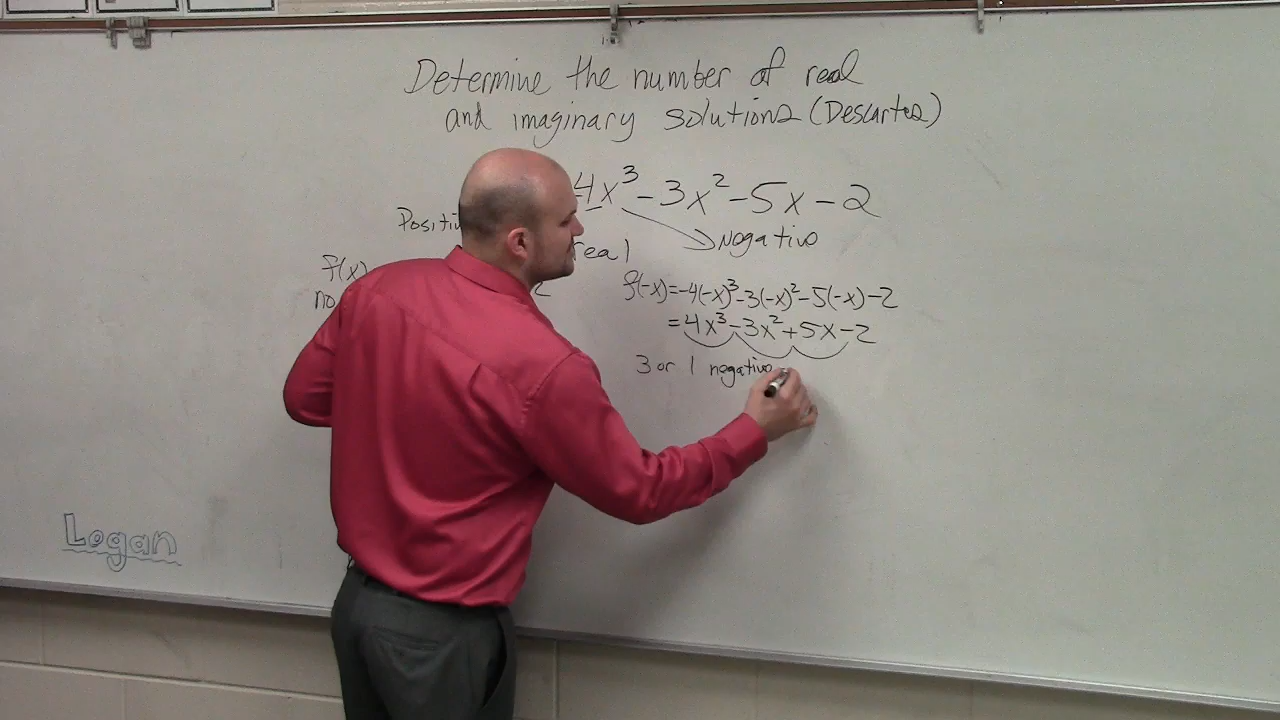 Determine the number of real
and imaginary solutions (Descartes)
4x³ - 3x² - 5x - 2
Negative
real
f(x)
no
f(-x) = -4(-x)³ - 3(-x)² - 5(-x) - 2
= 4x³ - 3x² + 5x - 2
3 or 1 negative
Logan